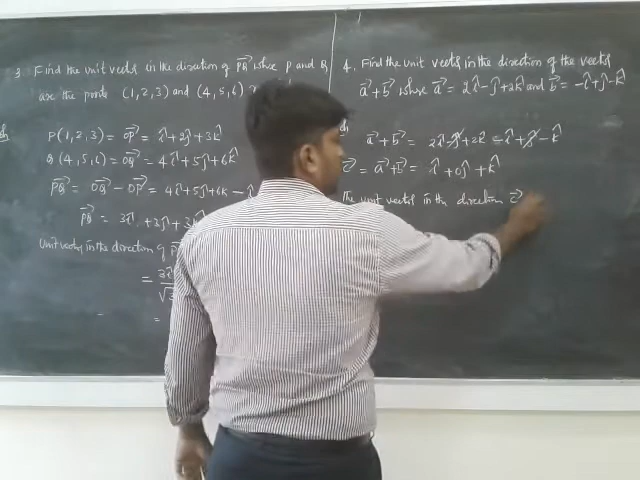 3. Find the unit vector in the direction of PQ⃗ where P and Q
are the points (1,2,3) and (4,5,6)
P(1,2,3) = OP⃗ = î+2ĵ+3k̂
Q(4,5,6) = OQ⃗ = 4î+5ĵ+6k̂
PQ⃗ = OQ⃗ - OP⃗ = 4î+5ĵ+6k̂ -
PQ⃗ = 3î +3ĵ+3k̂
Unit vector in the direction of
=
=
4. Find the unit vector in the direction of the vector
a⃗+b⃗ where a⃗ = 2î-ĵ+2k̂ and b⃗ = -î+ĵ-k̂
a⃗+b⃗ = 2î-ĵ+2k̂ -î+ĵ-k̂
c⃗ = a⃗+b⃗ = î+0ĵ+k̂
The unit vector in the direction c⃗